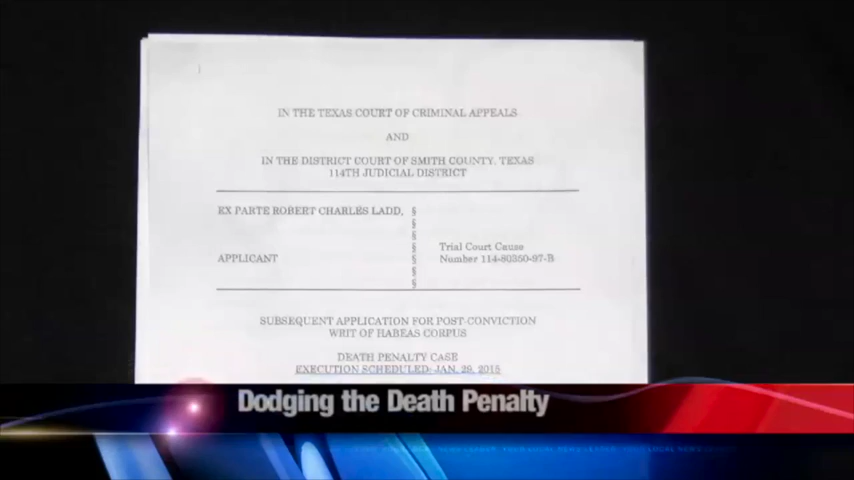 IN THE TEXAS COURT OF CRIMINAL APPEALS
AND
IN THE DISTRICT COURT OF SMITH COUNTY, TEXAS
114TH JUDICIAL DISTRICT
EX PARTE ROBERT CHARLES LADD, §
§
§
§ Trial Court Cause
APPLICANT § Number 114-80350-97-B
§
§
SUBSEQUENT APPLICATION FOR POST-CONVICTION
WRIT OF HABEAS CORPUS
DEATH PENALTY CASE
EXECUTION SCHEDULED: JAN. 29, 2015
Dodging the Death Penalty